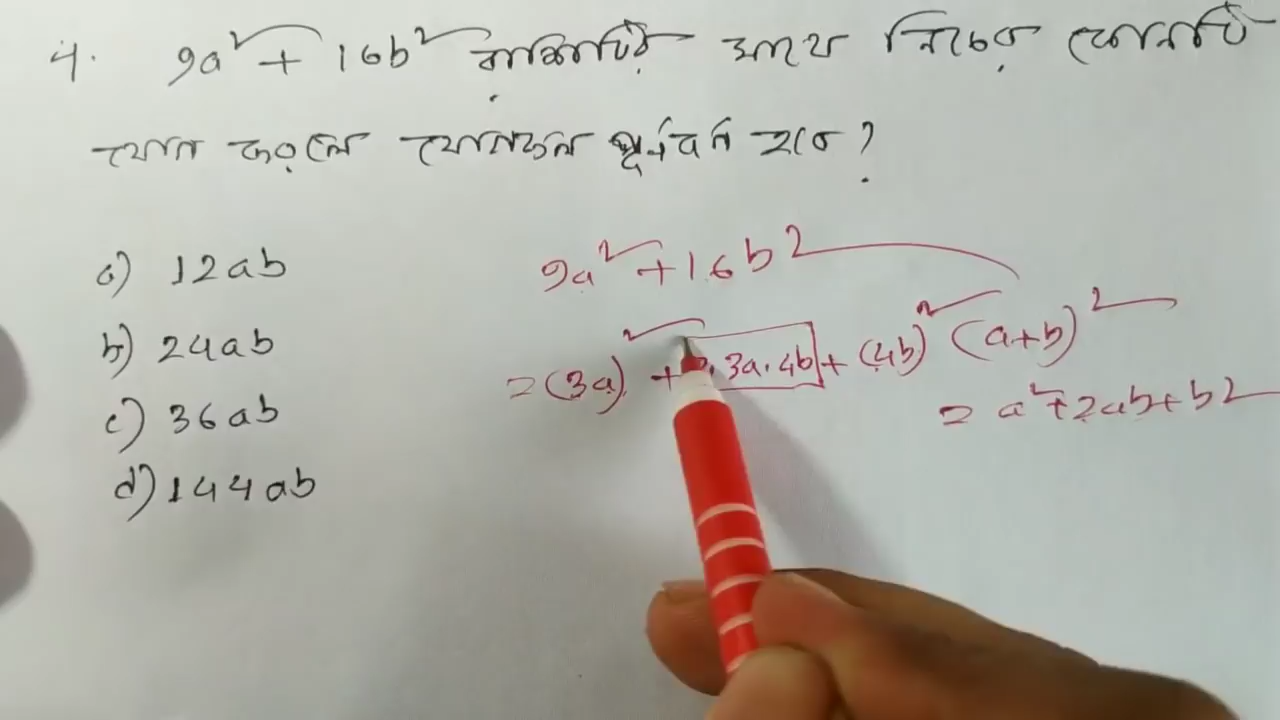 4. 9a² + 16b² রাশিটির সাথে নিচের কোনটি
যোগ করলে যোগফল পূর্ণবর্গ হবে?
a) 12ab
b) 24ab
c) 36ab
d) 144ab
9a² + 16b²
= (3a)² + 2.3a.4b + (4b)² (a+b)²
= a²+2ab+b2